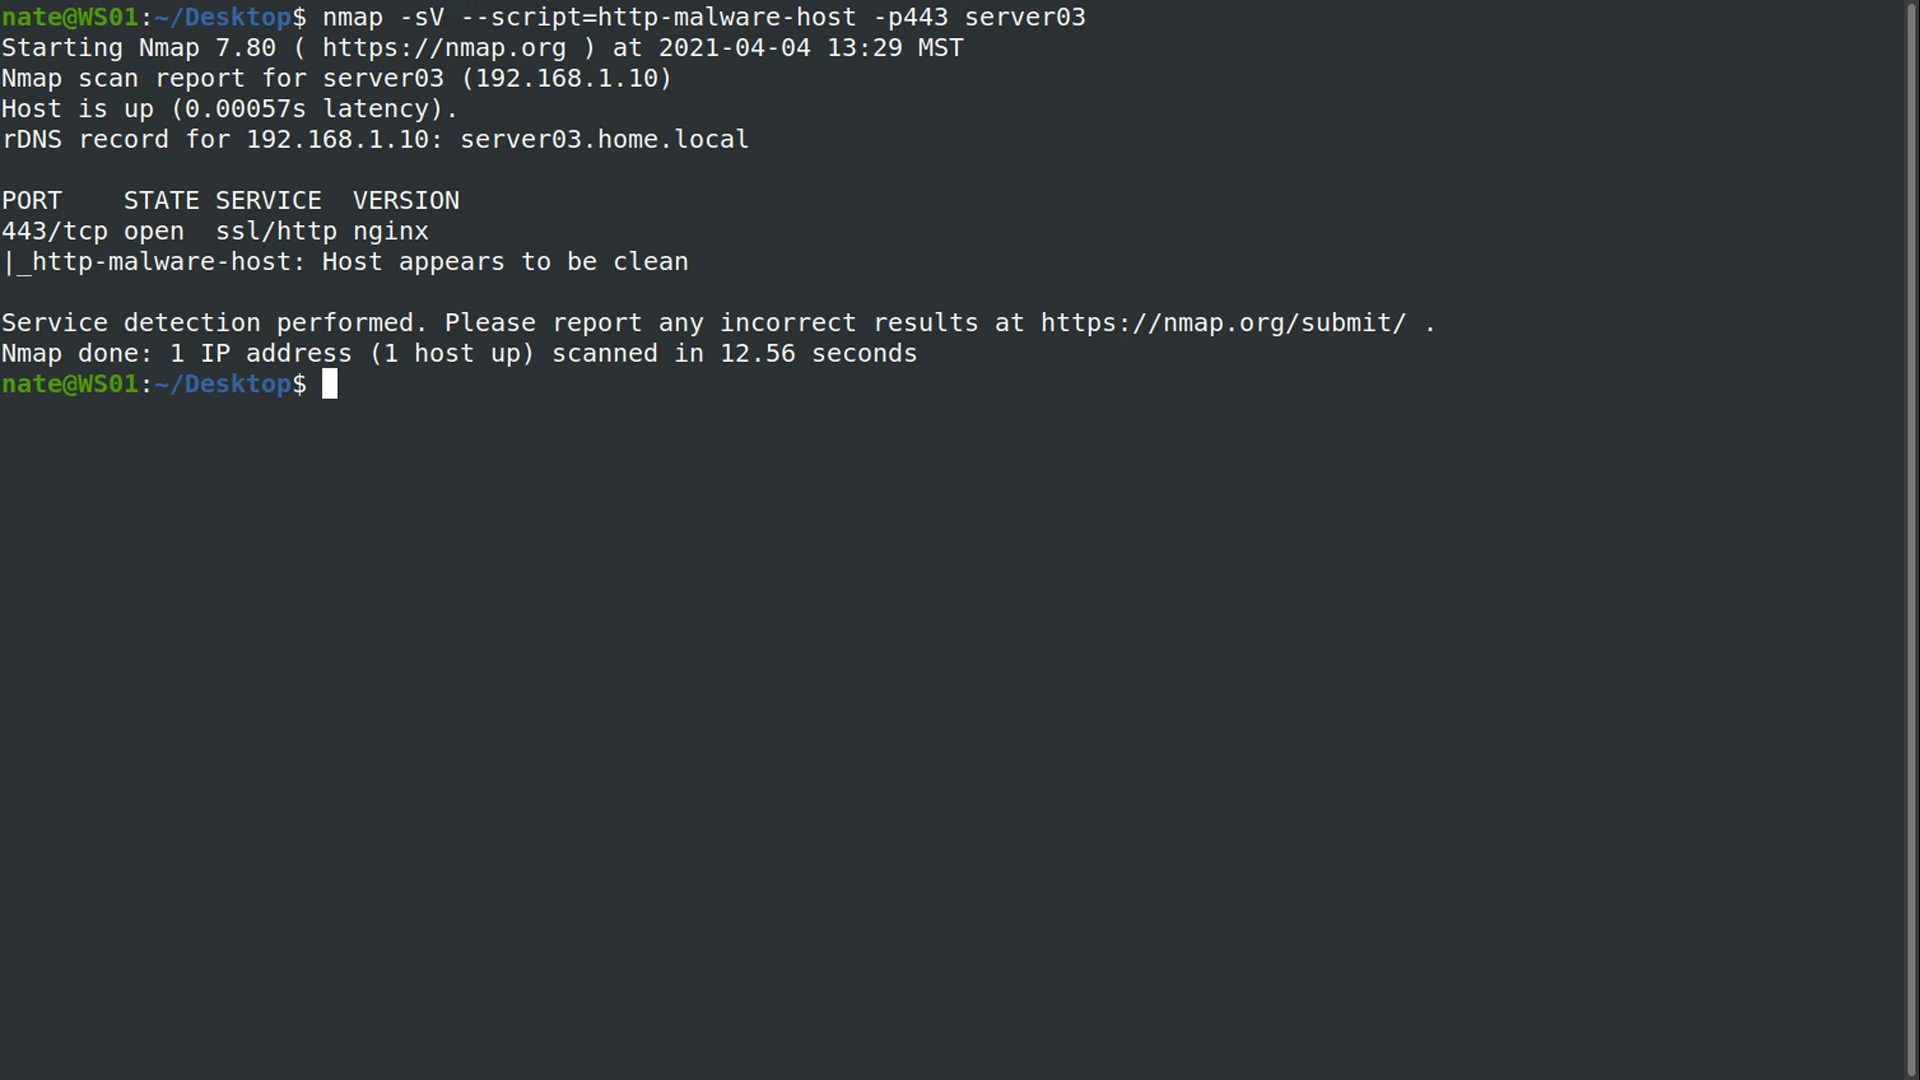 nate@WS01:~/Desktop$ nmap -sV --script=http-malware-host -p443 server03
Starting Nmap 7.80 ( https://nmap.org ) at 2021-04-04 13:29 MST
Nmap scan report for server03 (192.168.1.10)
Host is up (0.00057s latency).
rDNS record for 192.168.1.10: server03.home.local
PORT    STATE SERVICE  VERSION
443/tcp open  ssl/http nginx
|_http-malware-host: Host appears to be clean
Service detection performed. Please report any incorrect results at https://nmap.org/submit/ .
Nmap done: 1 IP address (1 host up) scanned in 12.56 seconds
nate@WS01:~/Desktop$